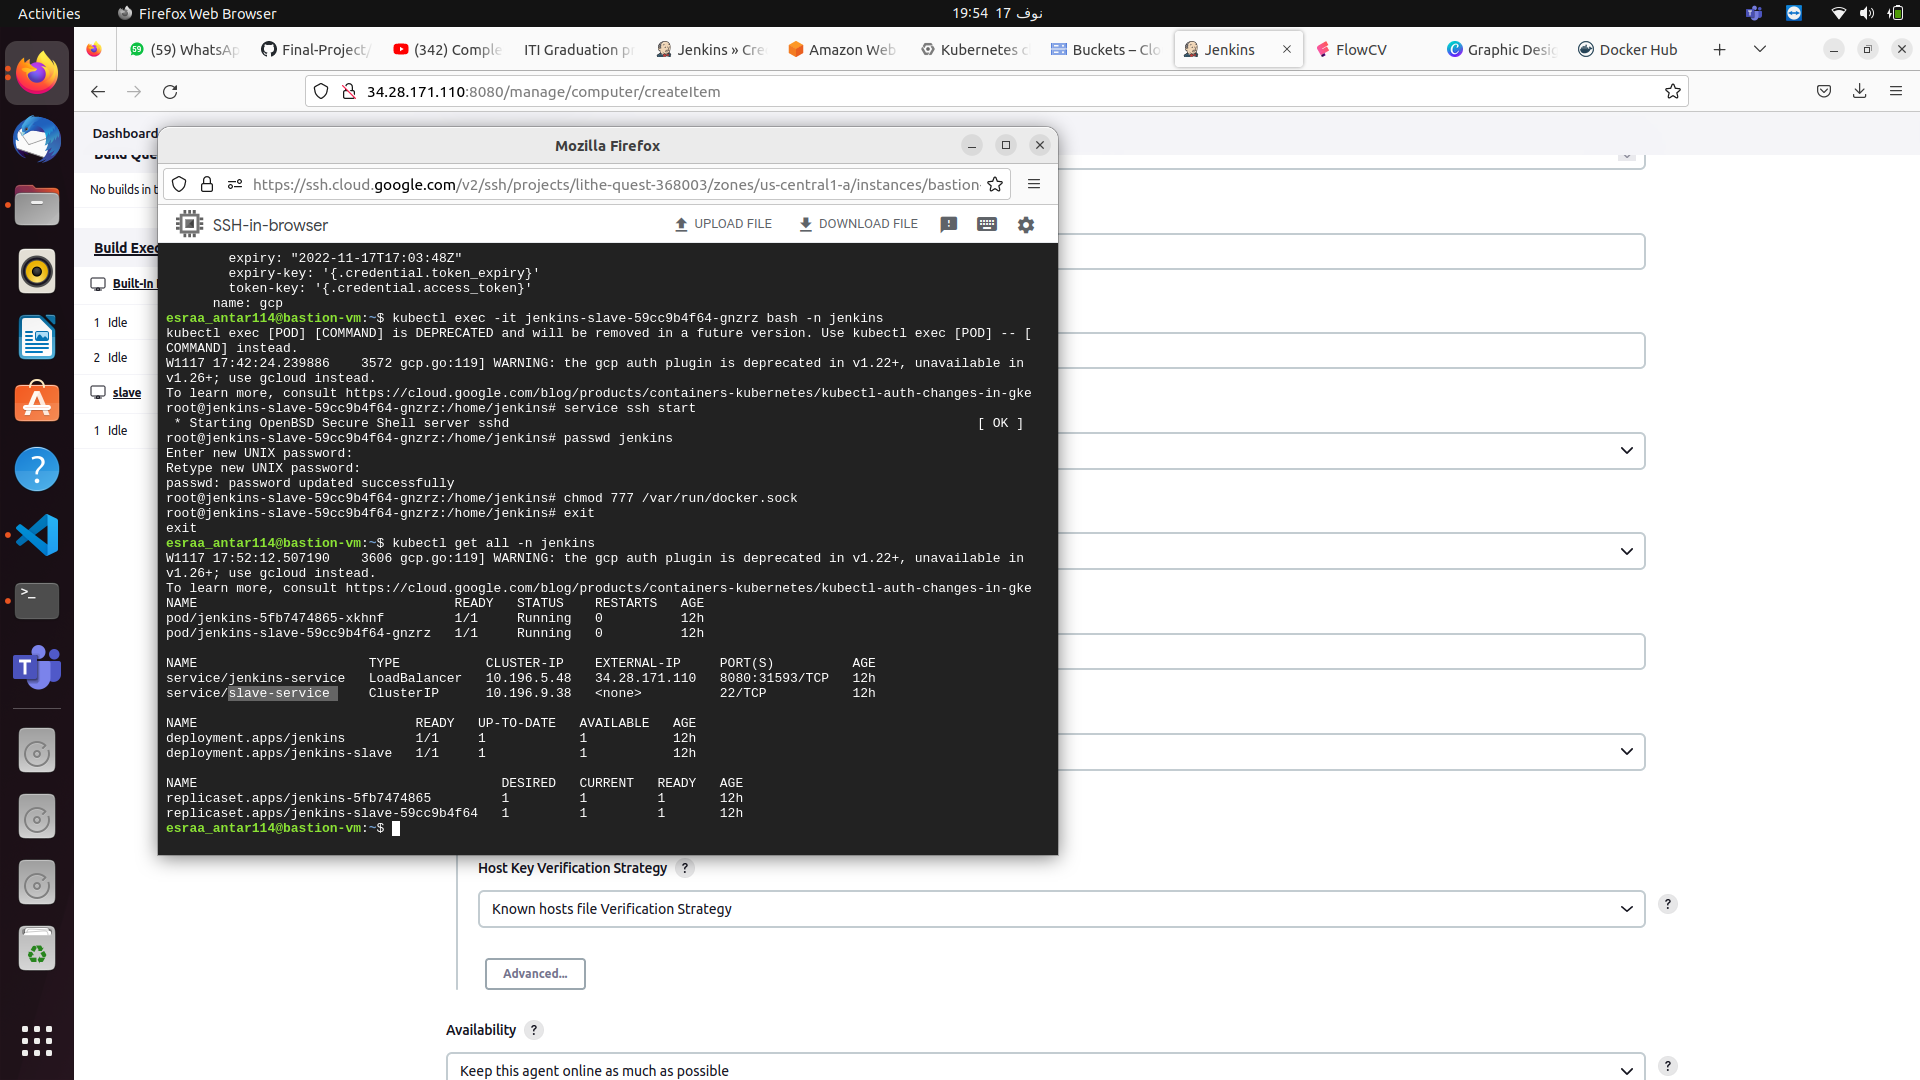 Activities
Firefox Web Browser
19:54 17 نوف
(59) WhatsAp
Final-Project/
(342) Comple
ITI Graduation pr
Jenkins » Cre
Amazon Web
Kubernetes c
Buckets – Clo
Jenkins
FlowCV
Graphic Desig
Docker Hub
34.28.171.110:8080/manage/computer/createItem
Dashboard
Build Que
No builds in t
Build Exec
Built-In
1 Idle
2 Idle
slave
1 Idle
Mozilla Firefox
https://ssh.cloud.google.com/v2/ssh/projects/lithe-quest-368003/zones/us-central1-a/instances/bastion-
SSH-in-browser
UPLOAD FILE
DOWNLOAD FILE
expiry: "2022-11-17T17:03:48Z"
expiry-key: '{.credential.token_expiry}'
token-key: '{.credential.access_token}'
name: gcp
esraa_antar114@bastion-vm:~$ kubectl exec -it jenkins-slave-59cc9b4f64-gnzrz bash -n jenkins
kubectl exec [POD] [COMMAND] is DEPRECATED and will be removed in a future version. Use kubectl exec [POD] -- [
COMMAND] instead.
W1117 17:42:24.239886 3572 gcp.go:119] WARNING: the gcp auth plugin is deprecated in v1.22+, unavailable in
v1.26+; use gcloud instead.
To learn more, consult https://cloud.google.com/blog/products/containers-kubernetes/kubectl-auth-changes-in-gke
root@jenkins-slave-59cc9b4f64-gnzrz:/home/jenkins# service ssh start
* Starting OpenBSD Secure Shell server sshd [ OK ]
root@jenkins-slave-59cc9b4f64-gnzrz:/home/jenkins# passwd jenkins
Enter new UNIX password:
Retype new UNIX password:
passwd: password updated successfully
root@jenkins-slave-59cc9b4f64-gnzrz:/home/jenkins# chmod 777 /var/run/docker.sock
root@jenkins-slave-59cc9b4f64-gnzrz:/home/jenkins# exit
exit
esraa_antar114@bastion-vm:~$ kubectl get all -n jenkins
W1117 17:52:12.507190 3606 gcp.go:119] WARNING: the gcp auth plugin is deprecated in v1.22+, unavailable in
v1.26+; use gcloud instead.
To learn more, consult https://cloud.google.com/blog/products/containers-kubernetes/kubectl-auth-changes-in-gke
NAME READY STATUS RESTARTS AGE
pod/jenkins-5fb7474865-xkhnf 1/1 Running 0 12h
pod/jenkins-slave-59cc9b4f64-gnzrz 1/1 Running 0 12h
NAME TYPE CLUSTER-IP EXTERNAL-IP PORT(S) AGE
service/jenkins-service LoadBalancer 10.196.5.48 34.28.171.110 8080:31593/TCP 12h
service/slave-service ClusterIP 10.196.9.38 <none> 22/TCP 12h
NAME READY UP-TO-DATE AVAILABLE AGE
deployment.apps/jenkins 1/1 1 1 12h
deployment.apps/jenkins-slave 1/1 1 1 12h
NAME DESIRED CURRENT READY AGE
replicaset.apps/jenkins-5fb7474865 1 1 1 12h
replicaset.apps/jenkins-slave-59cc9b4f64 1 1 1 12h
esraa_antar114@bastion-vm:~$
Host Key Verification Strategy ?
Known hosts file Verification Strategy
?
Advanced...
Availability ?
Keep this agent online as much as possible
?